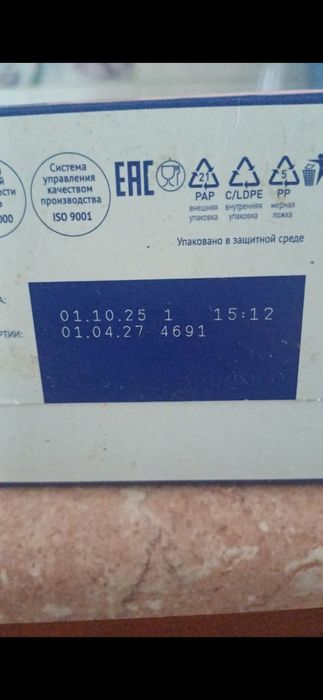 Система
управления
качеством
производства
ISO 9001
EAC
21
PAP
внешняя
упаковка
C/LDPE
внутренняя
упаковка
5
PP
мерная
ложка
Упаковано в защитной среде
01.10.25 1 15:12
01.04.27 4691